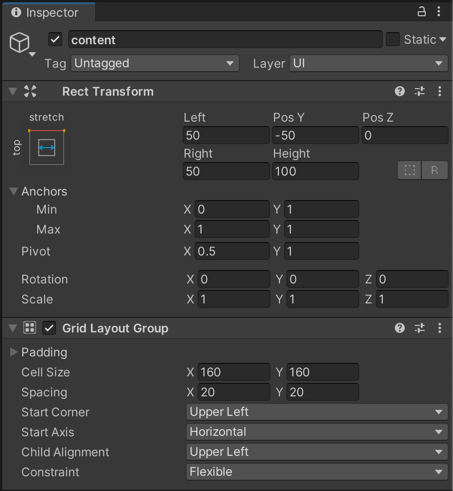 Inspector
content
Static
Tag Untagged Layer UI
Rect Transform
stretch
top
Left Pos Y Pos Z
50 -50 0
Right Height
50 100
R
Anchors
Min X 0 Y 1
Max X 1 Y 1
Pivot X 0.5 Y 1
Rotation X 0 Y 0 Z 0
Scale X 1 Y 1 Z 1
Grid Layout Group
Padding
Cell Size X 160 Y 160
Spacing X 20 Y 20
Start Corner Upper Left
Start Axis Horizontal
Child Alignment Upper Left
Constraint Flexible